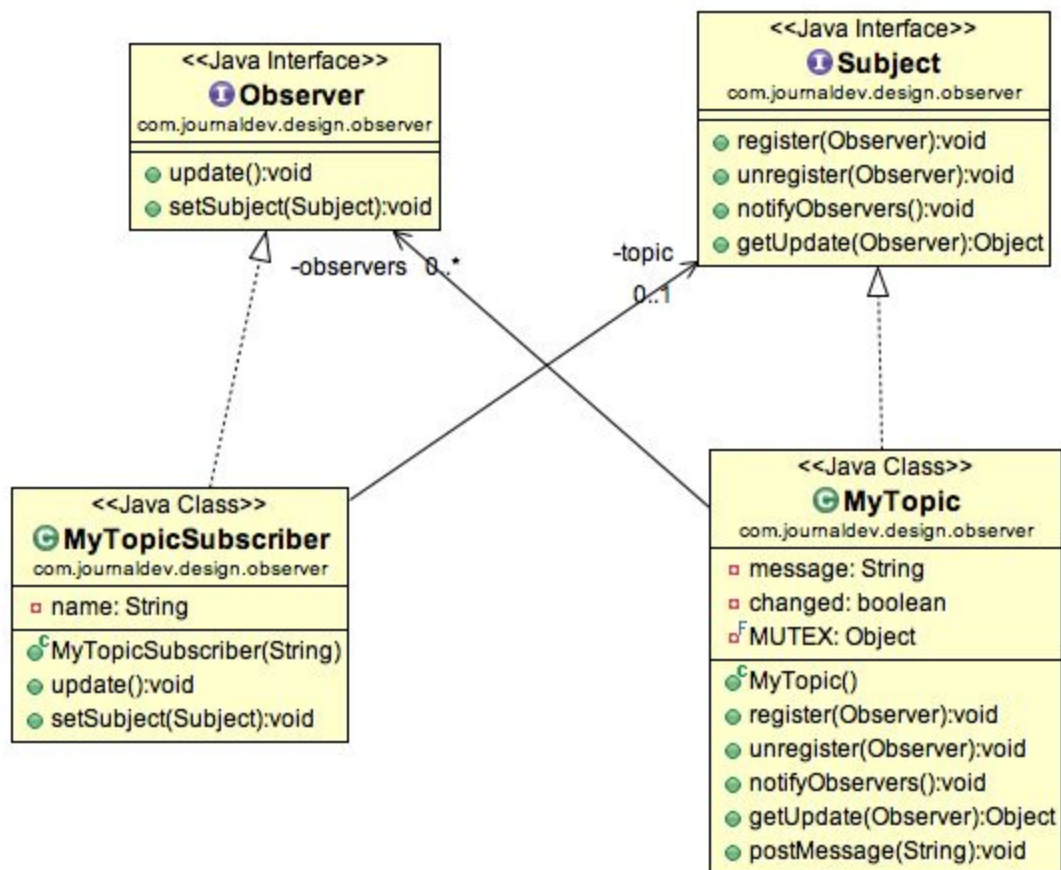 <<Java Interface>>
Observer
com.journaldev.design.observer
update():void
setSubject(Subject):void
<<Java Interface>>
Subject
com.journaldev.design.observer
register(Observer):void
unregister(Observer):void
notifyObservers():void
getUpdate(Observer):Object
-observers 0..*
-topic
0..1
<<Java Class>>
MyTopicSubscriber
com.journaldev.design.observer
name: String
MyTopicSubscriber(String)
update():void
setSubject(Subject):void
<<Java Class>>
MyTopic
com.journaldev.design.observer
message: String
changed: boolean
MUTEX: Object
MyTopic()
register(Observer):void
unregister(Observer):void
notifyObservers():void
getUpdate(Observer):Object
postMessage(String):void